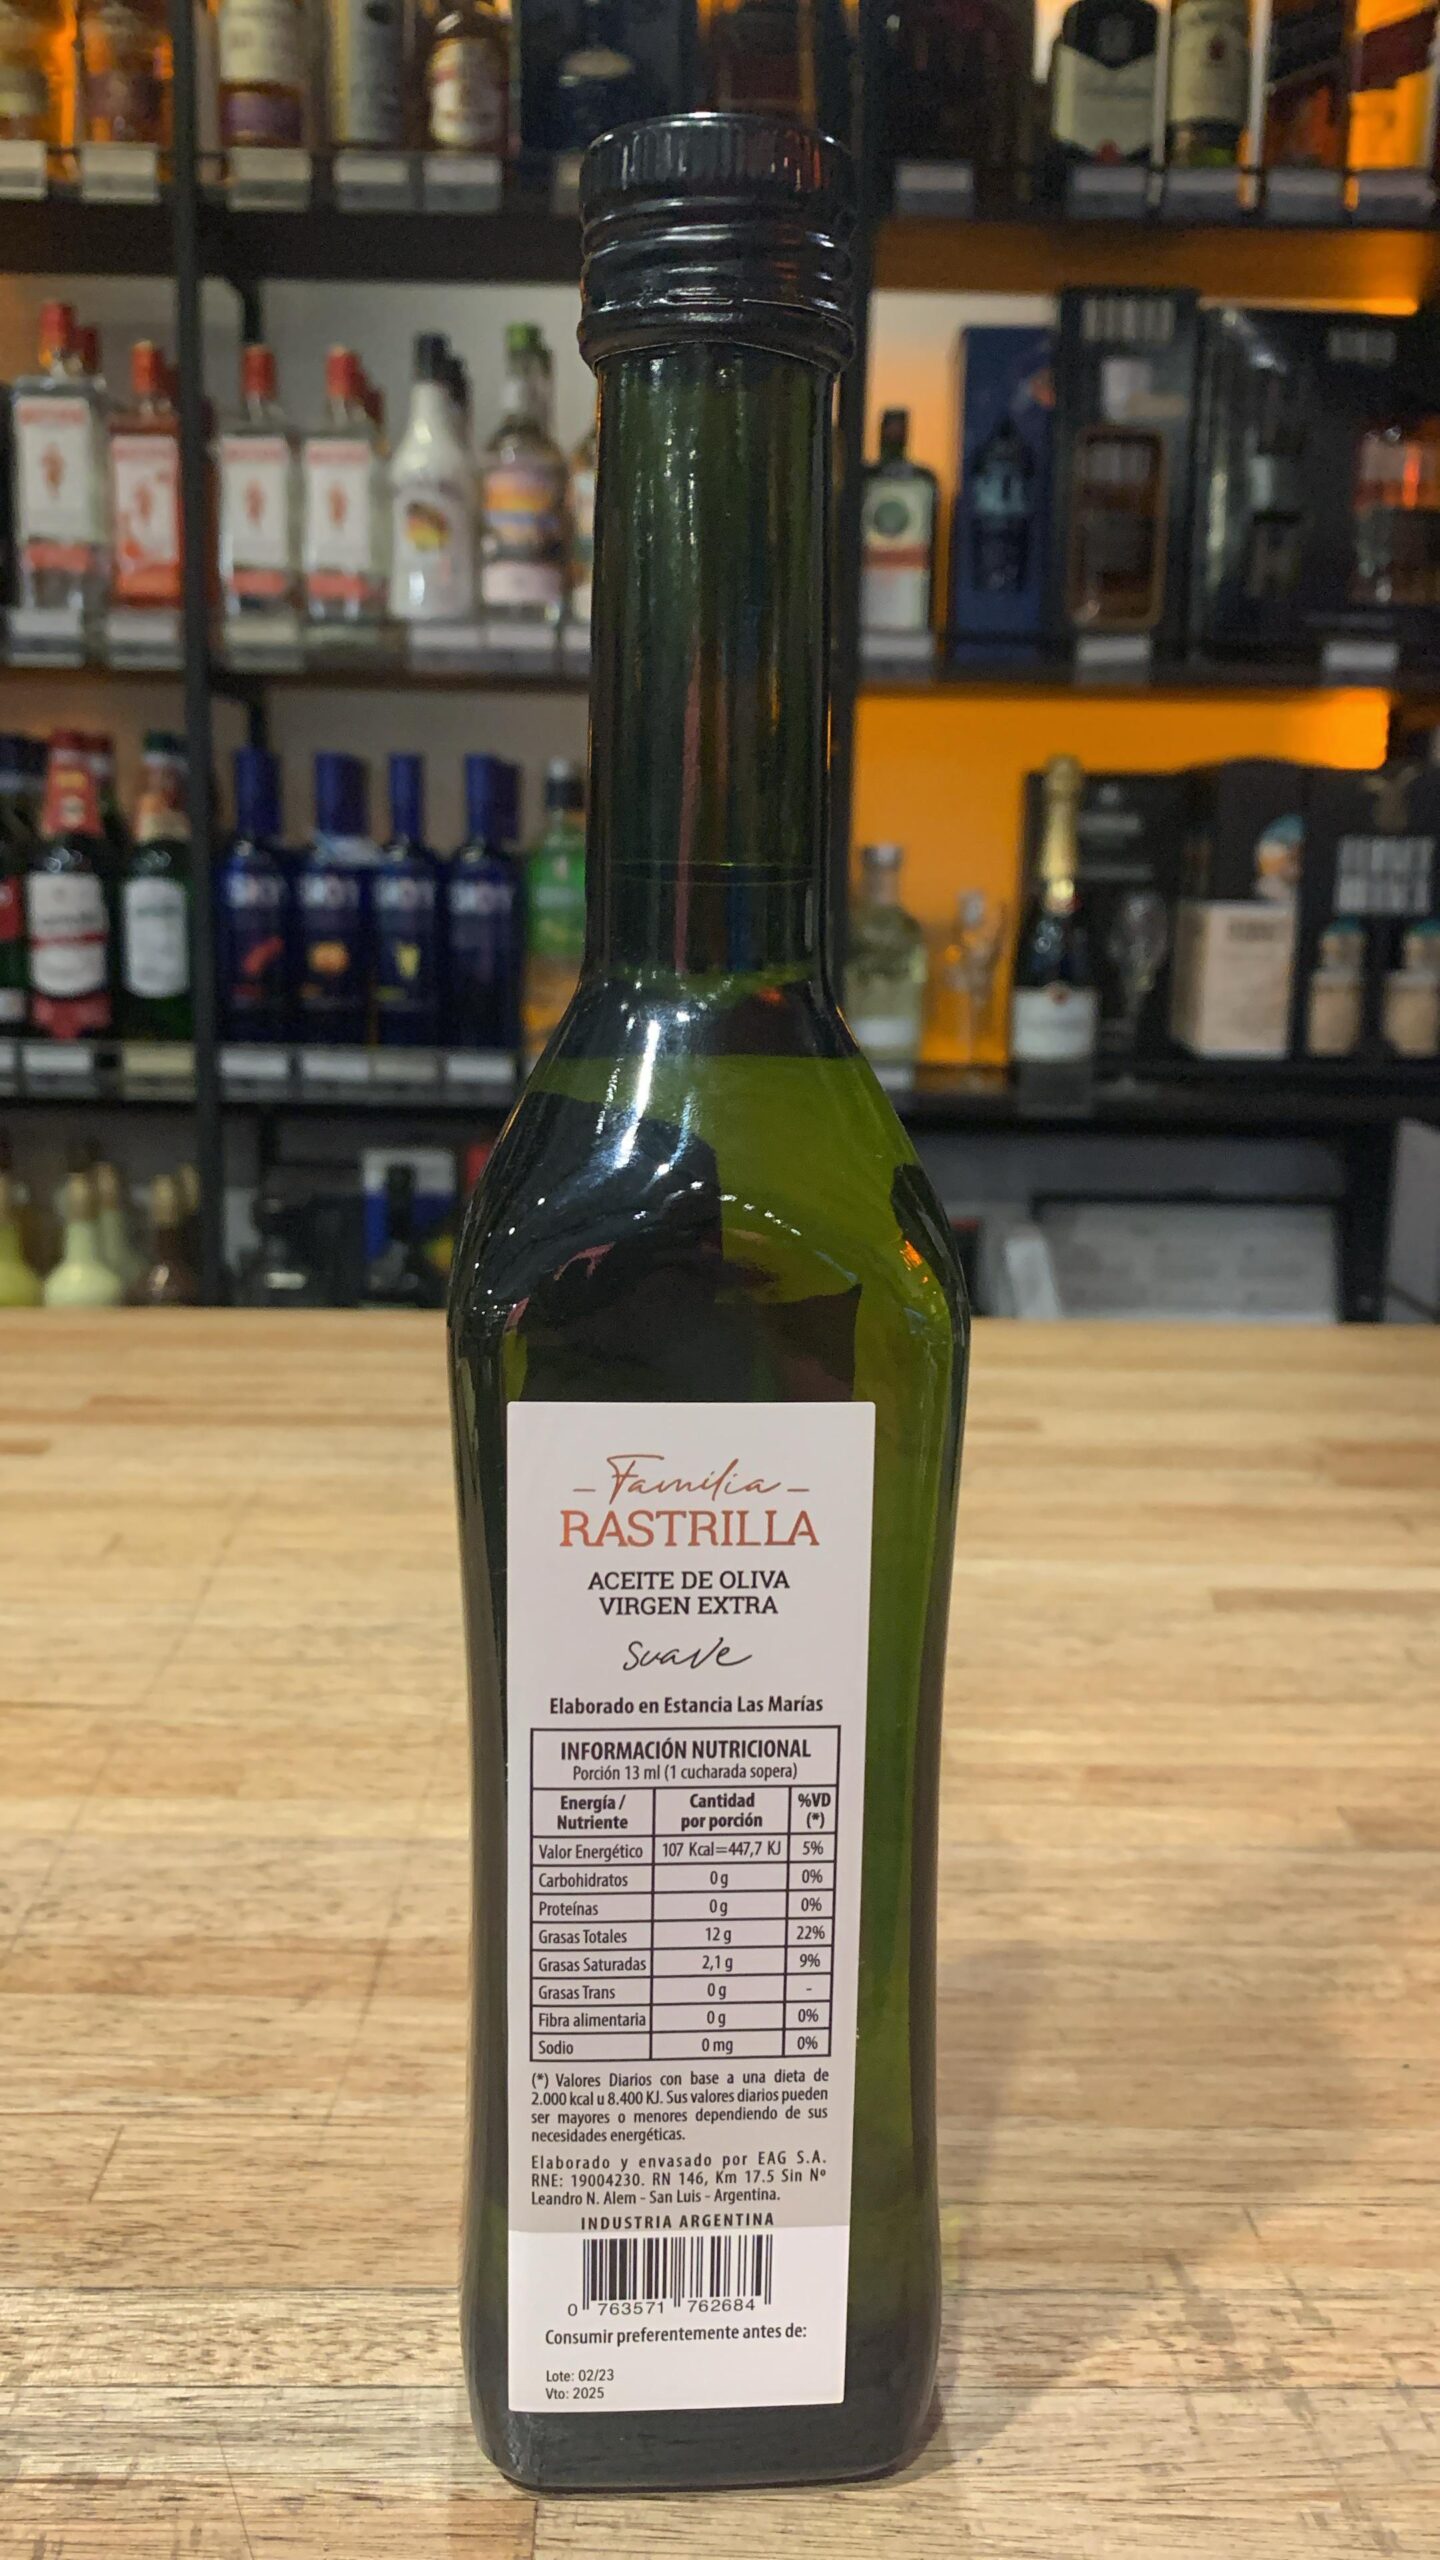 Familia
RASTRILLA
ACEITE DE OLIVA
VIRGEN EXTRA
suave
Elaborado en Estancia Las Marías
INFORMACIÓN NUTRICIONAL
Porción 13 ml (1 cucharada sopera)
Energía / Nutriente Cantidad por porción %VD (*)
Valor Energético 107 Kcal=447,7 KJ 5%
Carbohidratos 0 g 0%
Proteínas 0 g 0%
Grasas Totales 12 g 22%
Grasas Saturadas 2,1 g 9%
Grasas Trans 0 g -
Fibra alimentaria 0 g 0%
Sodio 0 mg 0%
(*) Valores Diarios con base a una dieta de
2.000 kcal u 8.400 KJ. Sus valores diarios pueden
ser mayores o menores dependiendo de sus
necesidades energéticas.
Elaborado y envasado por EAG S.A.
RNE: 19004230. RN 146, Km 17.5 Sin Nº
Leandro N. Alem - San Luis - Argentina.
INDUSTRIA ARGENTINA
0 763571 762684
Consumir preferentemente antes de:
Lote: 02/23
Vto: 2025
SKYY
SKYY
SKYY
SKYY